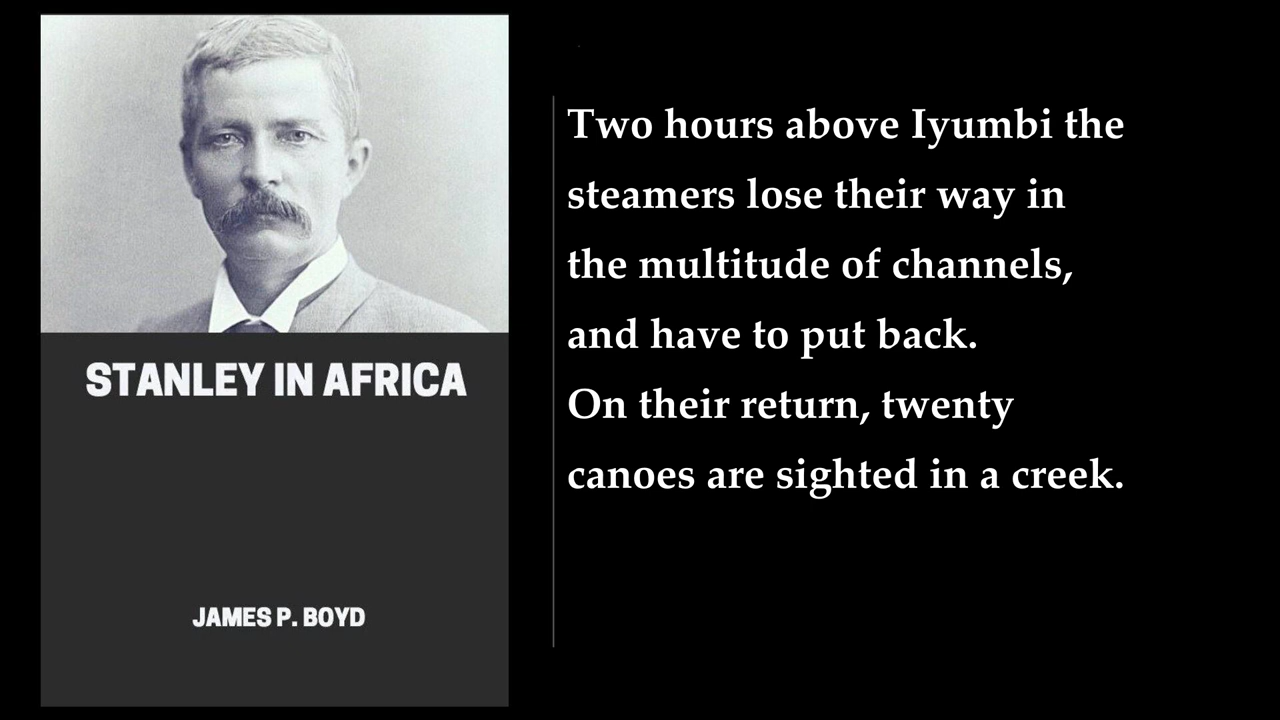 STANLEY IN AFRICA
JAMES P. BOYD
Two hours above Iyumbi the
steamers lose their way in
the multitude of channels,
and have to put back.
On their return, twenty
canoes are sighted in a creek.